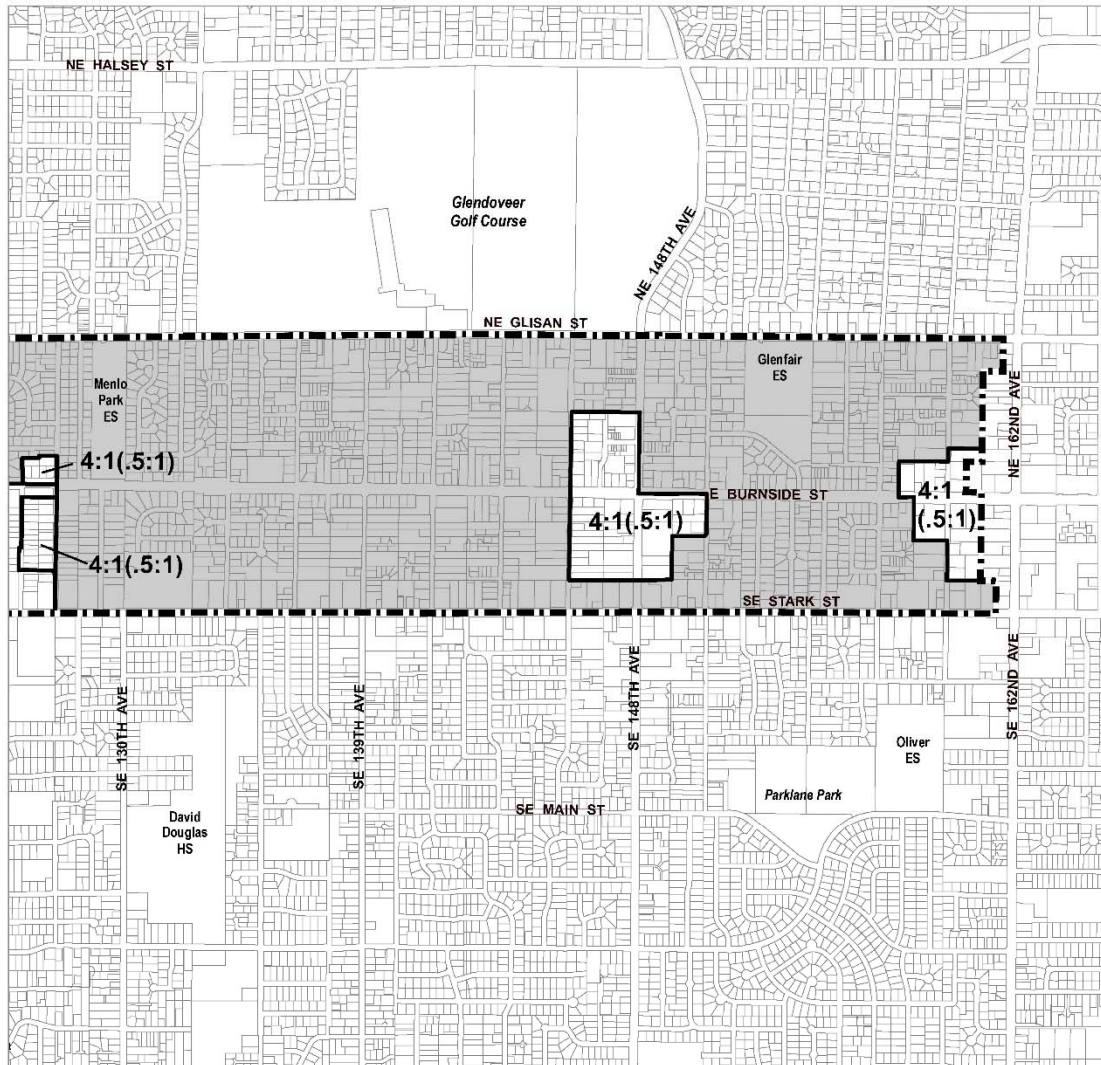 NE HALSEY ST
Glendoveer
Golf Course
NE 148TH AVE
NE GLISAN ST
Menlo
Park
ES
Glenfair
ES
NE 162ND AVE
4:1(.5:1)
E BURNSIDE ST
4:1(.5:1)
4:1
(.5:1)
4:1(.5:1)
SE STARK ST
SE 130TH AVE
SE 139TH AVE
SE 148TH AVE
SE 162ND AVE
Oliver
ES
Parklane Park
SE MAIN ST
David
Douglas
HS